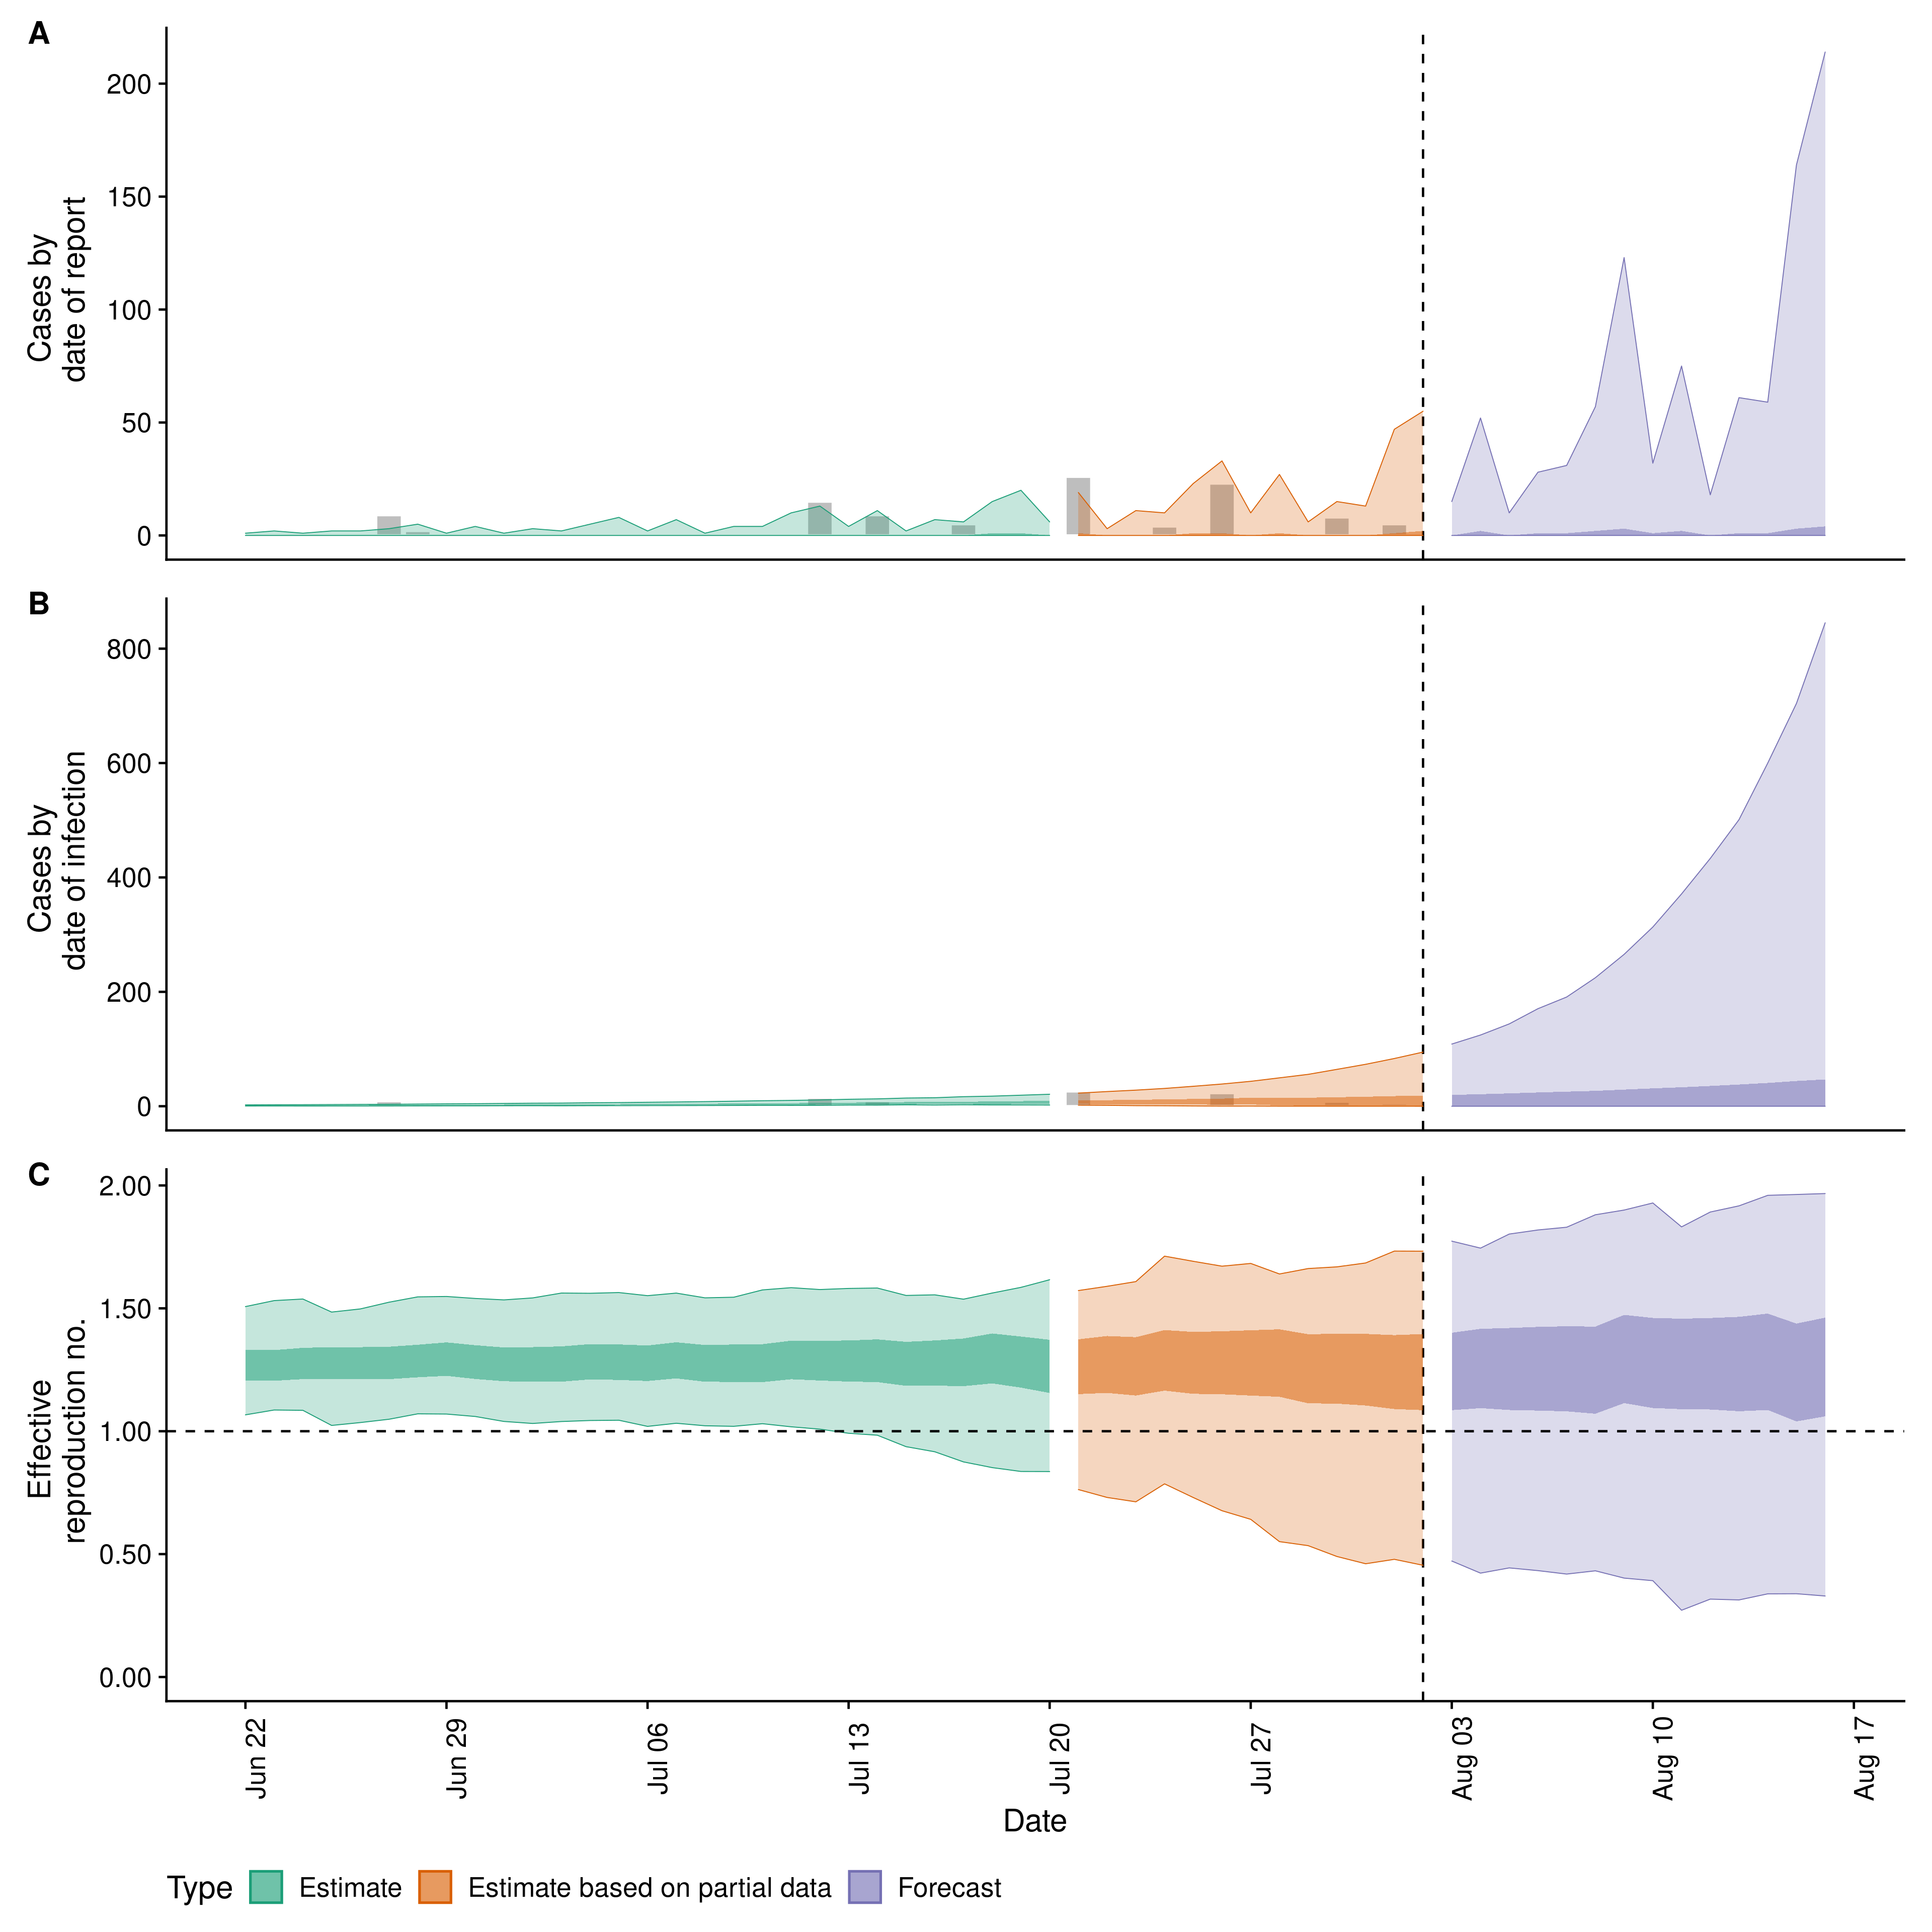 A
200
150
100
50
0
Cases by
date of report
B
800
600
400
200
0
Cases by
date of infection
C
2.00
1.50
1.00
0.50
0.00
Effective
reproduction no.
Jun 22
Jun 29
Jul 06
Jul 13
Jul 20
Jul 27
Aug 03
Aug 10
Aug 17
Date
Type Estimate Estimate based on partial data Forecast